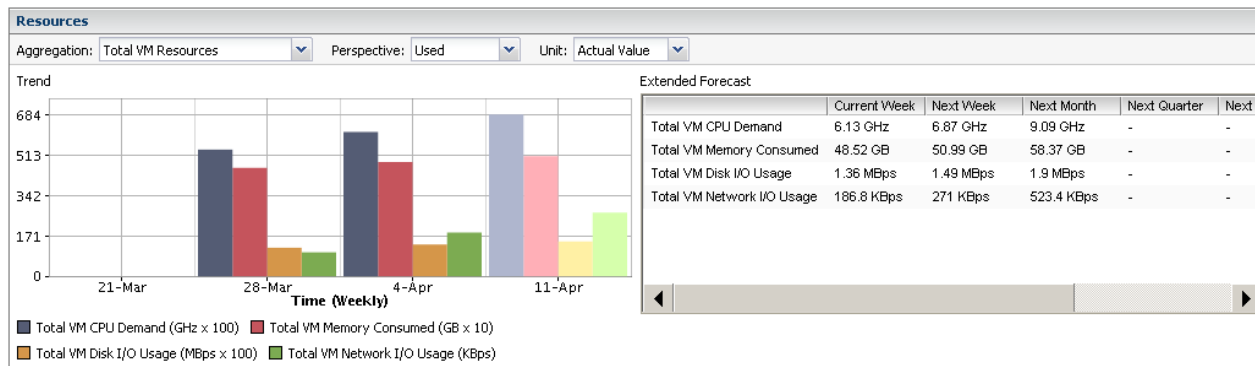 Resources
Aggregation: Total VM Resources Perspective: Used Unit: Actual Value
Trend
684
513
342
171
0
21-Mar 28-Mar 4-Apr 11-Apr
Time (Weekly)
Total VM CPU Demand (GHz x 100) Total VM Memory Consumed (GB x 10)
Total VM Disk I/O Usage (MBps x 100) Total VM Network I/O Usage (KBps)
Extended Forecast
Current Week Next Week Next Month Next Quarter Next
Total VM CPU Demand 6.13 GHz 6.87 GHz 9.09 GHz - -
Total VM Memory Consumed 48.52 GB 50.99 GB 58.37 GB - -
Total VM Disk I/O Usage 1.36 MBps 1.49 MBps 1.9 MBps - -
Total VM Network I/O Usage 186.8 KBps 271 KBps 523.4 KBps - -